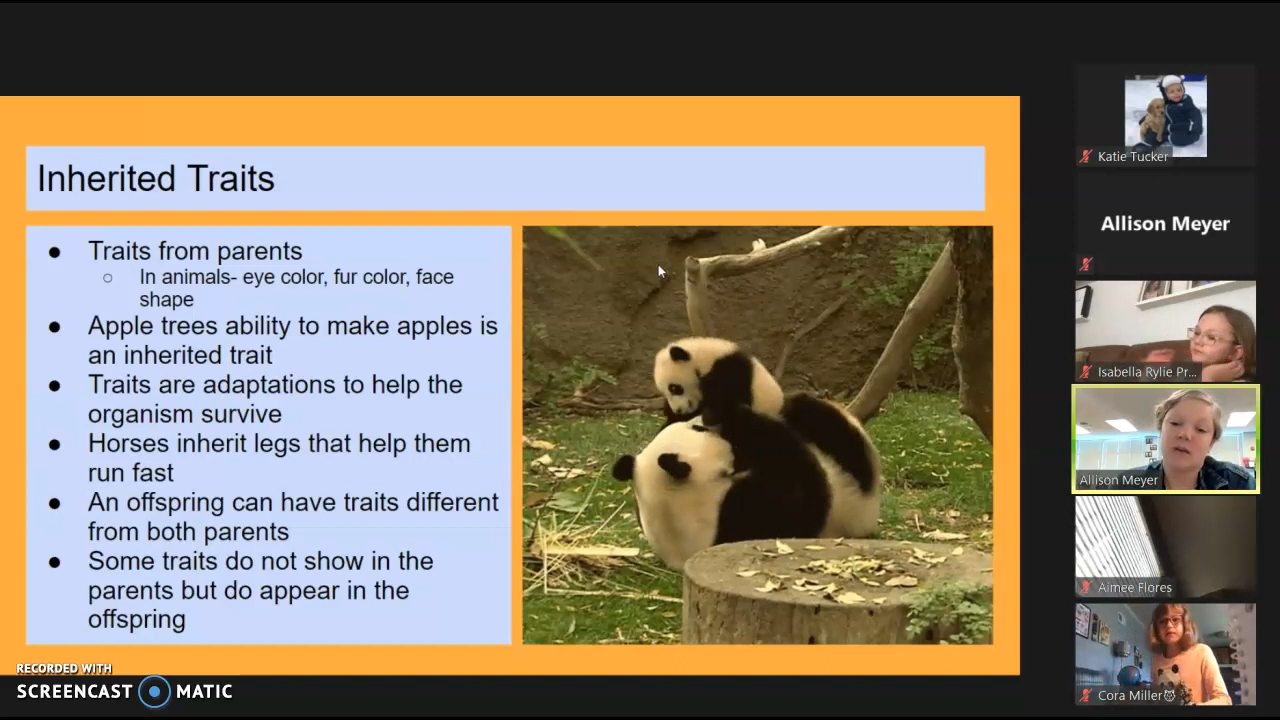 Inherited Traits
● Traits from parents
○ In animals- eye color, fur color, face
shape
● Apple trees ability to make apples is
an inherited trait
● Traits are adaptations to help the
organism survive
● Horses inherit legs that help them
run fast
● An offspring can have traits different
from both parents
● Some traits do not show in the
parents but do appear in the
offspring
RECORDED WITH
SCREENCAST MATIC
Katie Tucker
Allison Meyer
Isabella Rylie Pr...
Allison Meyer
Aimee Flores
Cora Miller🐱